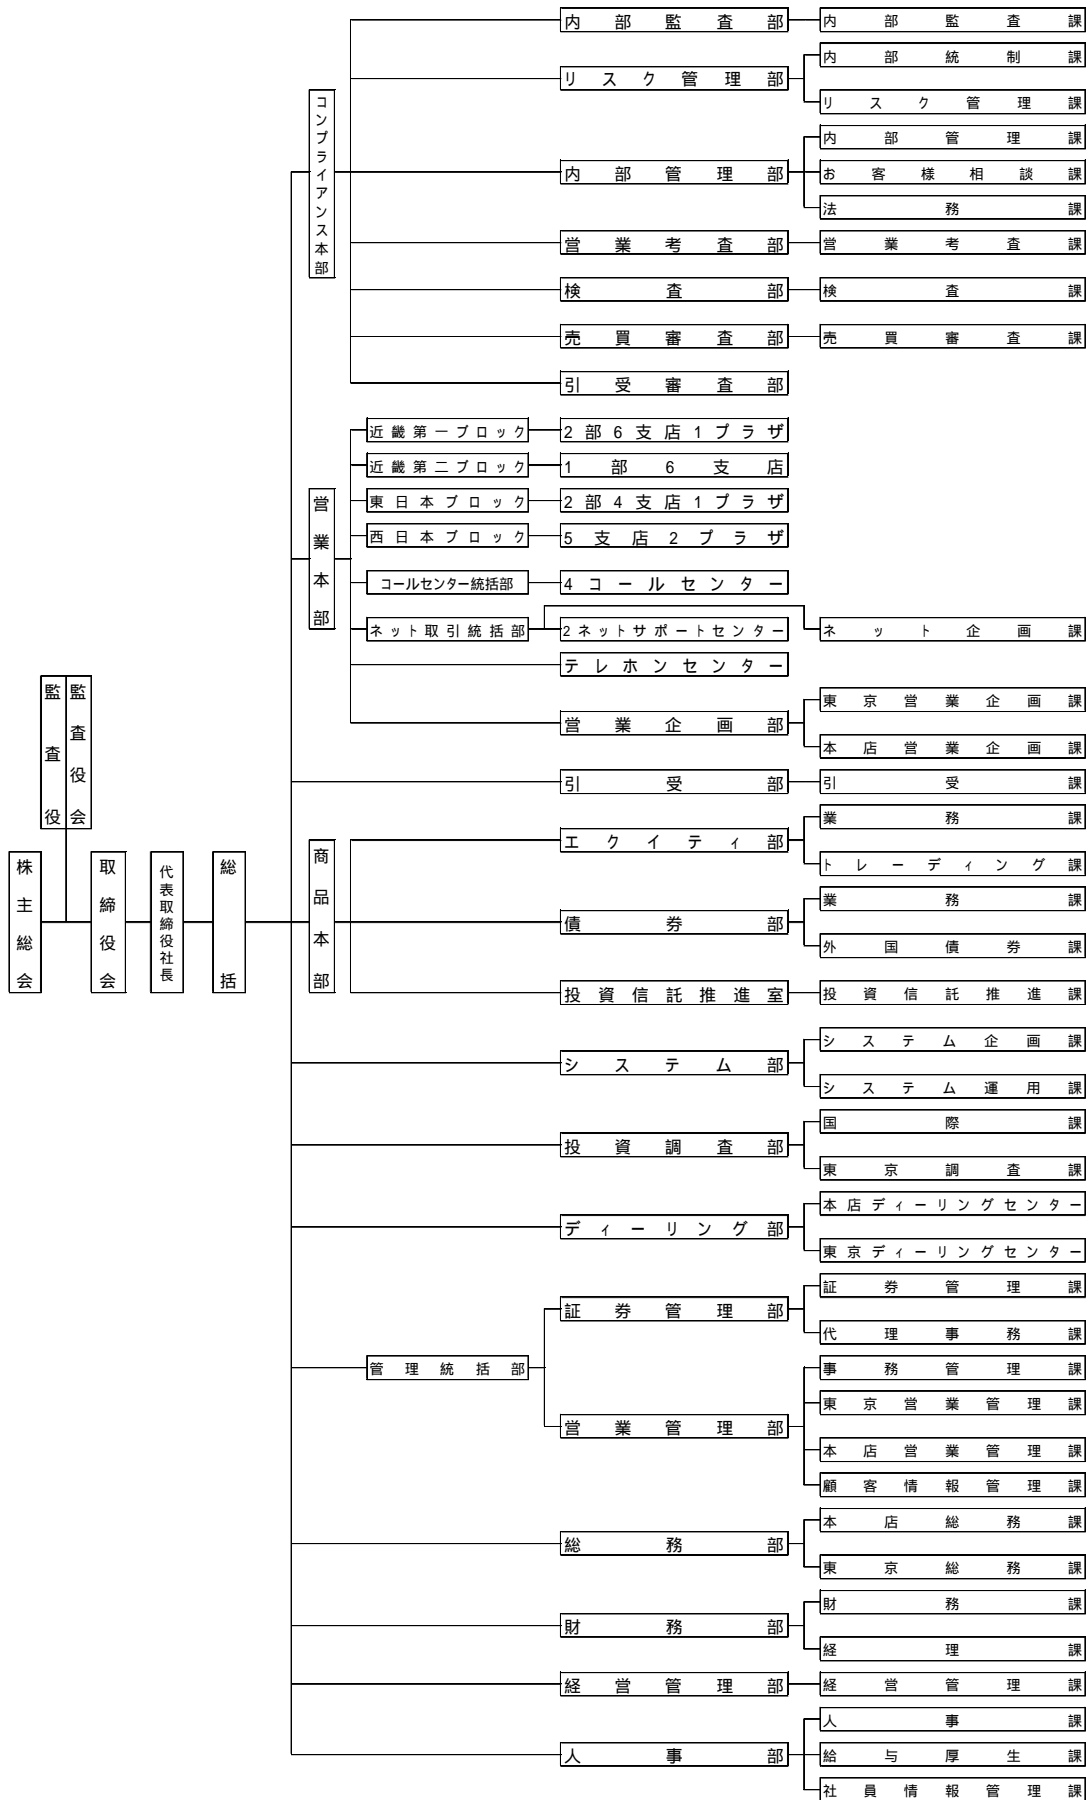 内部監査部
内部監査課
リスク管理部
内部統制課
リスク管理課
コンプライアンス本部
内部管理部
内部管理課
お客様相談課
法務課
営業考査部
営業考査課
検査部
検査課
売買審査部
売買審査課
引受審査部
営業本部
近畿第一ブロック
2部6支店1プラザ
近畿第二ブロック
1部6支店
東日本ブロック
2部4支店1プラザ
西日本ブロック
5支店2プラザ
コールセンター統括部
4コールセンター
ネット取引統括部
2ネットサポートセンター
ネット企画課
テレホンセンター
営業企画部
東京営業企画課
本店営業企画課
監査役
監査役会
引受部
引受課
株主総会
取締役会
代表取締役社長
総括
商品本部
エクイティ部
業務課
トレーディング課
債券部
業務課
外国債券課
投資信託推進室
投資信託推進課
システム部
システム企画課
システム運用課
投資調査部
国際課
東京調査課
ディーリング部
本店ディーリングセンター
東京ディーリングセンター
管理統括部
証券管理部
証券管理課
代理事務課
営業管理部
事務管理課
東京営業管理課
本店営業管理課
顧客情報管理課
総務部
本店総務課
東京総務課
財務部
財務課
経理課
経営管理部
経営管理課
人事部
人事課
給与厚生課
社員情報管理課